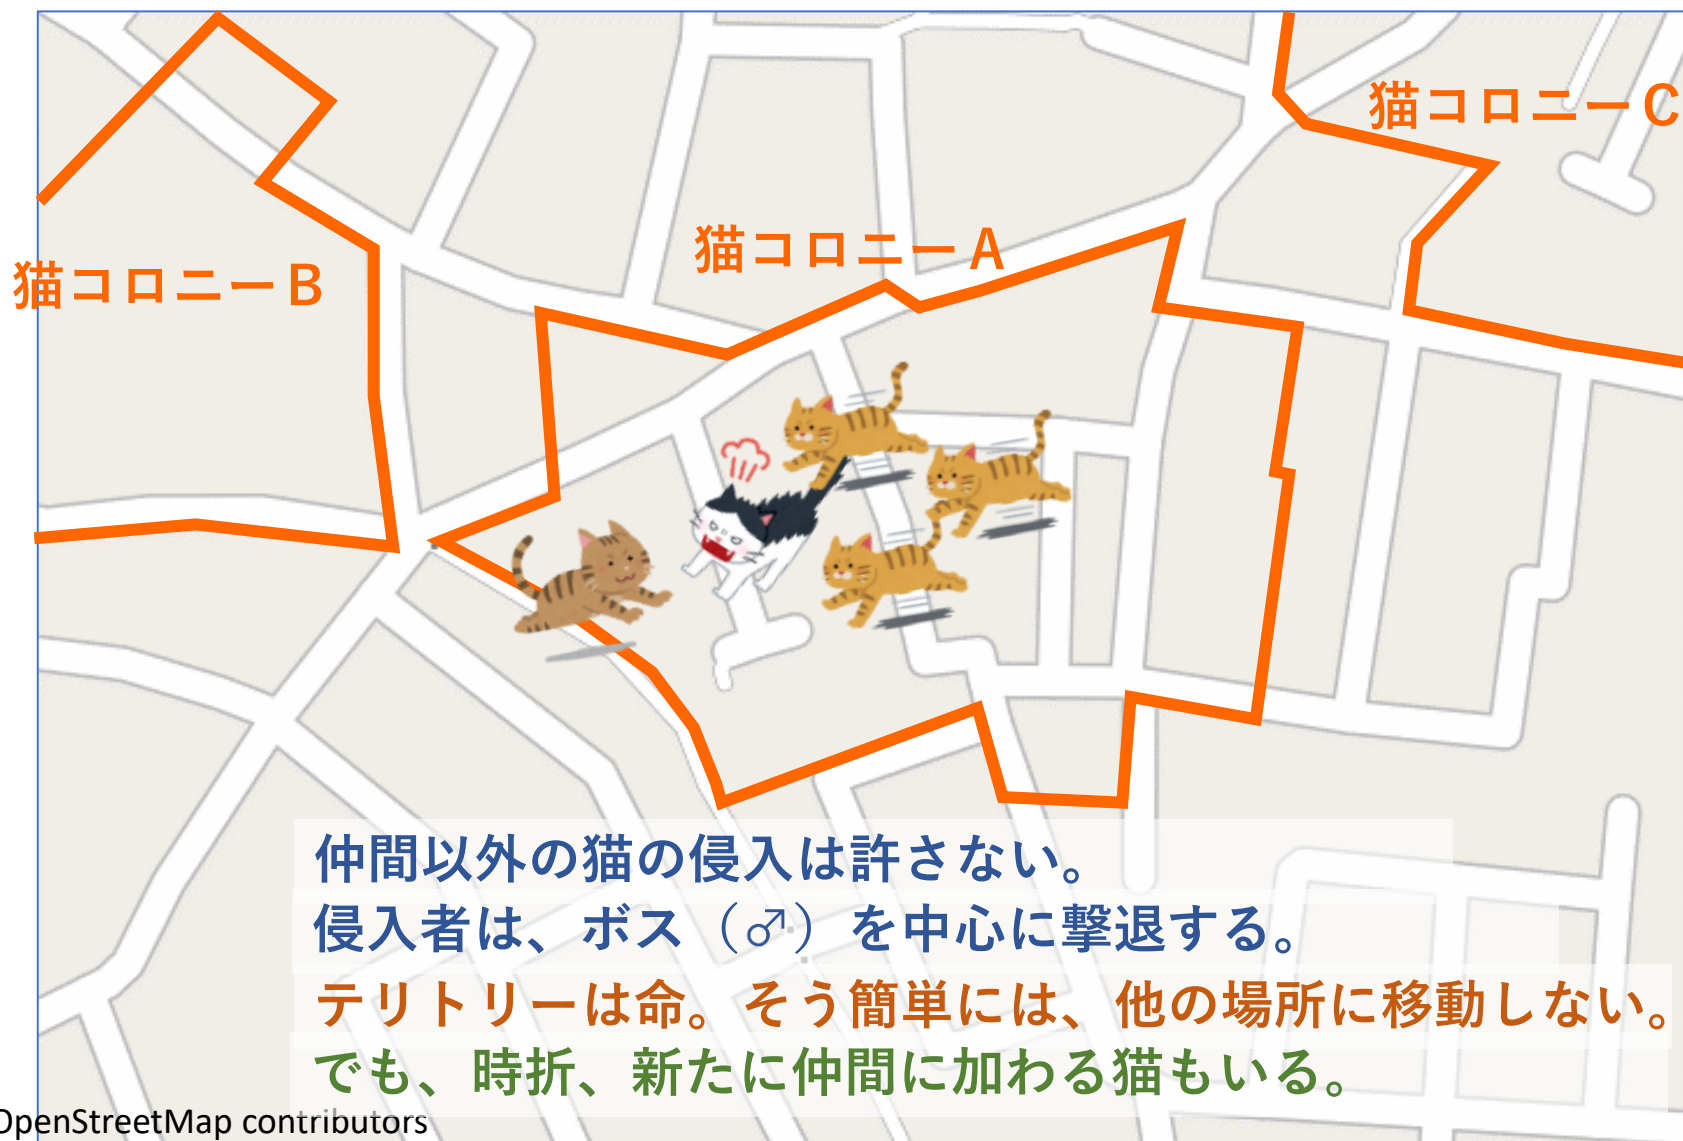 猫コロニーC
猫コロニーA
猫コロニーB
仲間以外の猫の侵入は許さない。
侵入者は、ボス（♂）を中心に撃退する。
テリトリーは命。そう簡単には、他の場所に移動しない。
でも、時折、新たに仲間に加わる猫もいる。
OpenStreetMap contributors